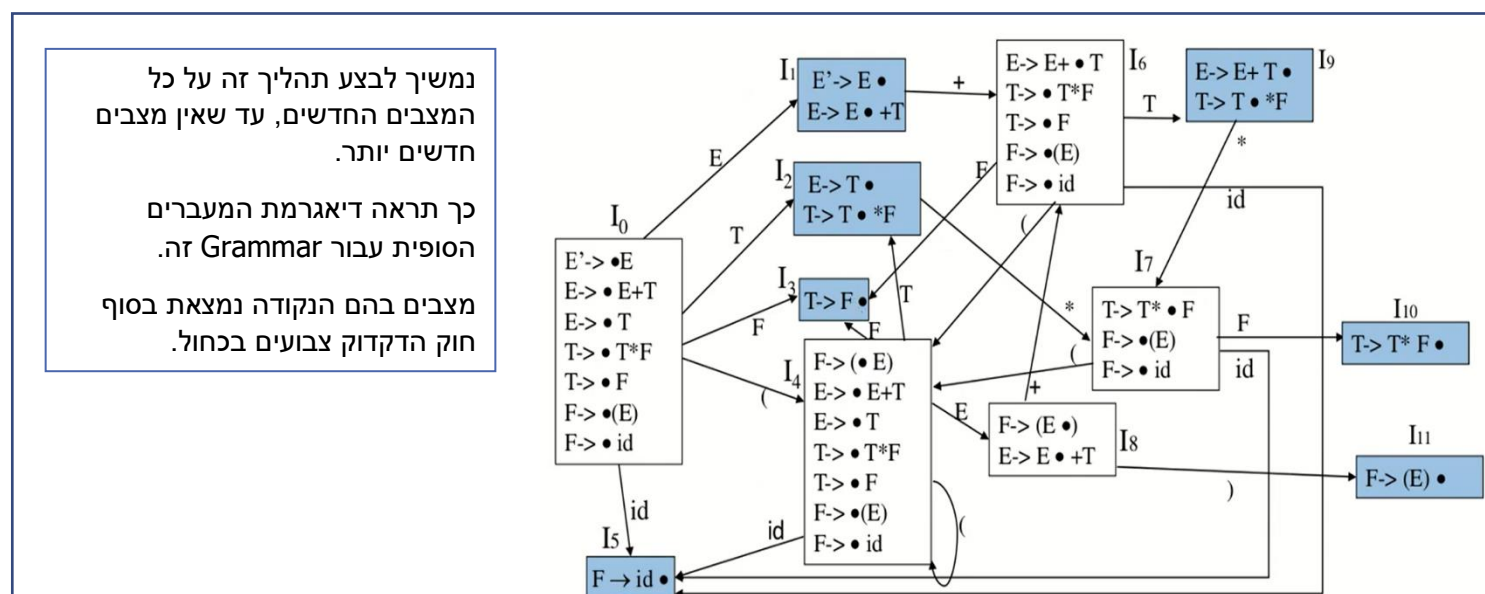 נמשיך לבצע תהליך זה על כל
המצבים החדשים, עד שאין מצבים
חדשים יותר.
כך תראה דיאגרמת המעברים
הסופית עבור Grammar זה.
מצבים בהם הנקודה נמצאת בסוף
חוק הדקדוק צבועים בכחול.
I0
E'-> •E
E-> • E+T
E-> • T
T-> • T*F
T-> • F
F-> •(E)
F-> • id
E
T
F
(
id
I1
E'-> E •
E-> E • +T
+
I2
E-> T •
T-> T • *F
*
I3
T-> F •
I4
F-> (• E)
E-> • E+T
E-> • T
T-> • T*F
T-> • F
F-> •(E)
F-> • id
T
F
E
(
id
I5
F → id •
I6
E-> E+ • T
T-> • T*F
T-> • F
F-> •(E)
F-> • id
T
F
(
id
I7
T-> T* • F
F-> •(E)
F-> • id
F
(
id
I8
F-> (E •)
E-> E • +T
+
)
I9
E-> E+ T •
T-> T • *F
*
I10
T-> T* F •
I11
F-> (E) •